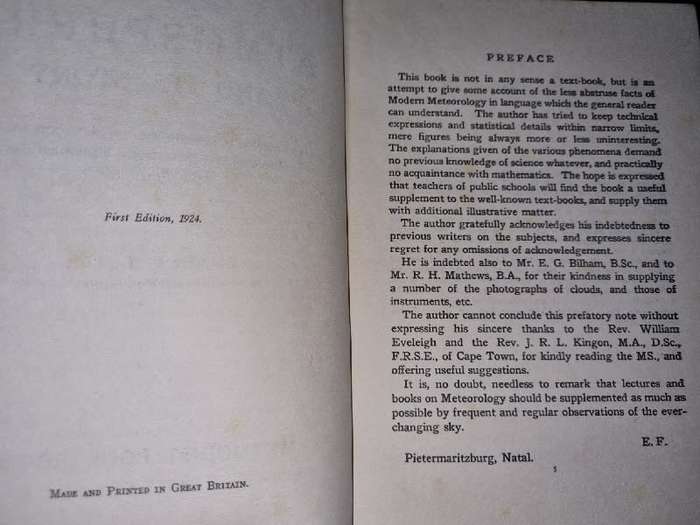 First Edition, 1924.
MADE AND PRINTED IN GREAT BRITAIN.
PREFACE
This book is not in any sense a text-book, but is an
attempt to give some account of the less abstruse facts of
Modern Meteorology in language which the general reader
can understand. The author has tried to keep technical
expressions and statistical details within narrow limits,
mere figures being always more or less uninteresting.
The explanations given of the various phenomena demand
no previous knowledge of science whatever, and practically
no acquaintance with mathematics. The hope is expressed
that teachers of public schools will find the book a useful
supplement to the well-known text-books, and supply them
with additional illustrative matter.
The author gratefully acknowledges his indebtedness to
previous writers on the subjects, and expresses sincere
regret for any omissions of acknowledgement.
He is indebted also to Mr. E. G. Bilham, B.Sc., and to
Mr. R. H. Mathews, B.A., for their kindness in supplying
a number of the photographs of clouds, and those of
instruments, etc.
The author cannot conclude this prefatory note without
expressing his sincere thanks to the Rev. William
Eveleigh and the Rev. J. R. L. Kingon, M.A., D.Sc.,
F.R.S.E., of Cape Town, for kindly reading the MS., and
offering useful suggestions.
It is, no doubt, needless to remark that lectures and
books on Meteorology should be supplemented as much as
possible by frequent and regular observations of the ever-
changing sky.
E. F.
Pietermaritzburg, Natal.
5